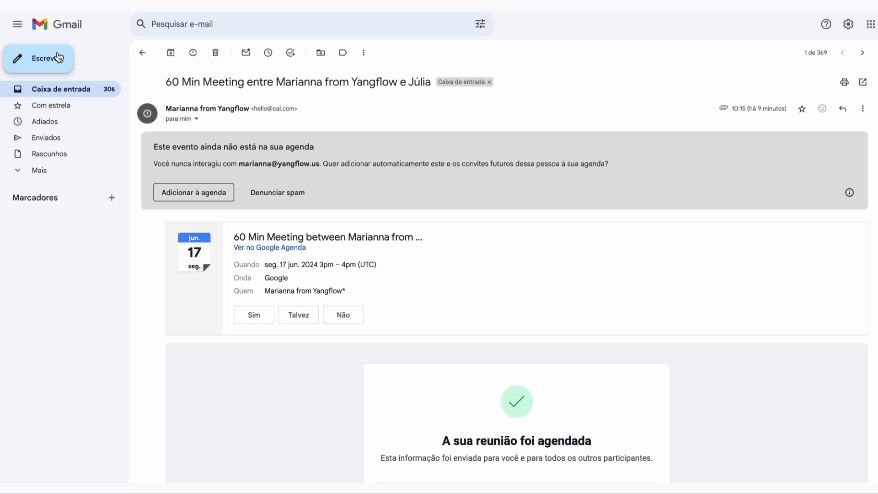 Gmail
Pesquisar e-mail
Escrev
1 de 369
Caixa de entrada 306
Com estrela
Adiados
Enviados
Rascunhos
Mais
Marcadores
60 Min Meeting entre Marianna from Yangflow e Júlia Caixa de entrada ×
Marianna from Yangflow <hello@cal.com>
10:15 (há 9 minutos)
para mim
Este evento ainda não está na sua agenda
Você nunca interagiu com marianna@yangflow.us. Quer adicionar automaticamente este e os convites futuros dessa pessoa à sua agenda?
Adicionar à agenda Denunciar spam
jun.
17
seg.
60 Min Meeting between Marianna from ...
Ver no Google Agenda
Quando seg. 17 jun. 2024 3pm – 4pm (UTC)
Onde Google
Quem Marianna from Yangflow*
Sim Talvez Não
A sua reunião foi agendada
Esta informação foi enviada para você e para todos os outros participantes.